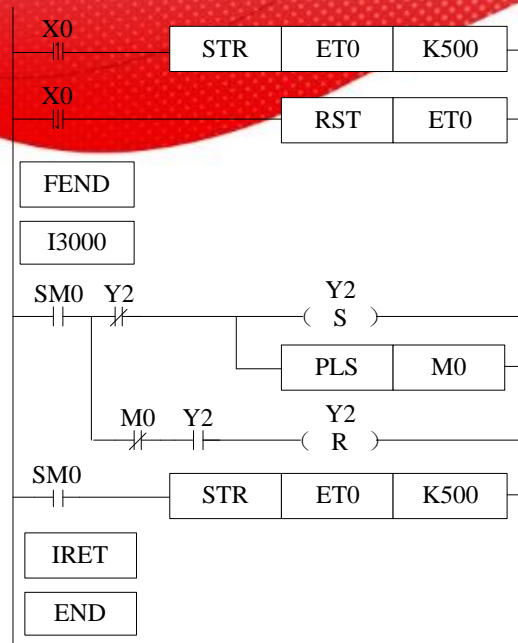 X0
STR ET0 K500
X0
RST ET0
FEND
I3000
SM0 Y2 Y2
S
PLS M0
M0 Y2 Y2
R
SM0
STR ET0 K500
IRET
END